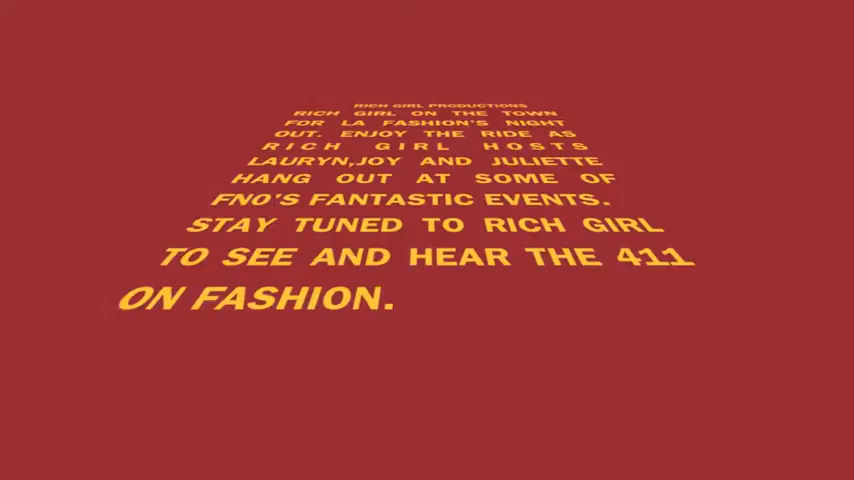 RICH GIRL PRODUCTIONS
RICH GIRL ON THE TOWN
FOR LA FASHION'S NIGHT
OUT. ENJOY THE RIDE AS
RICH GIRL HOSTS
LAURYN,JOY AND JULIETTE
HANG OUT AT SOME OF
FNO'S FANTASTIC EVENTS.
STAY TUNED TO RICH GIRL
TO SEE AND HEAR THE 411
ON FASHION.